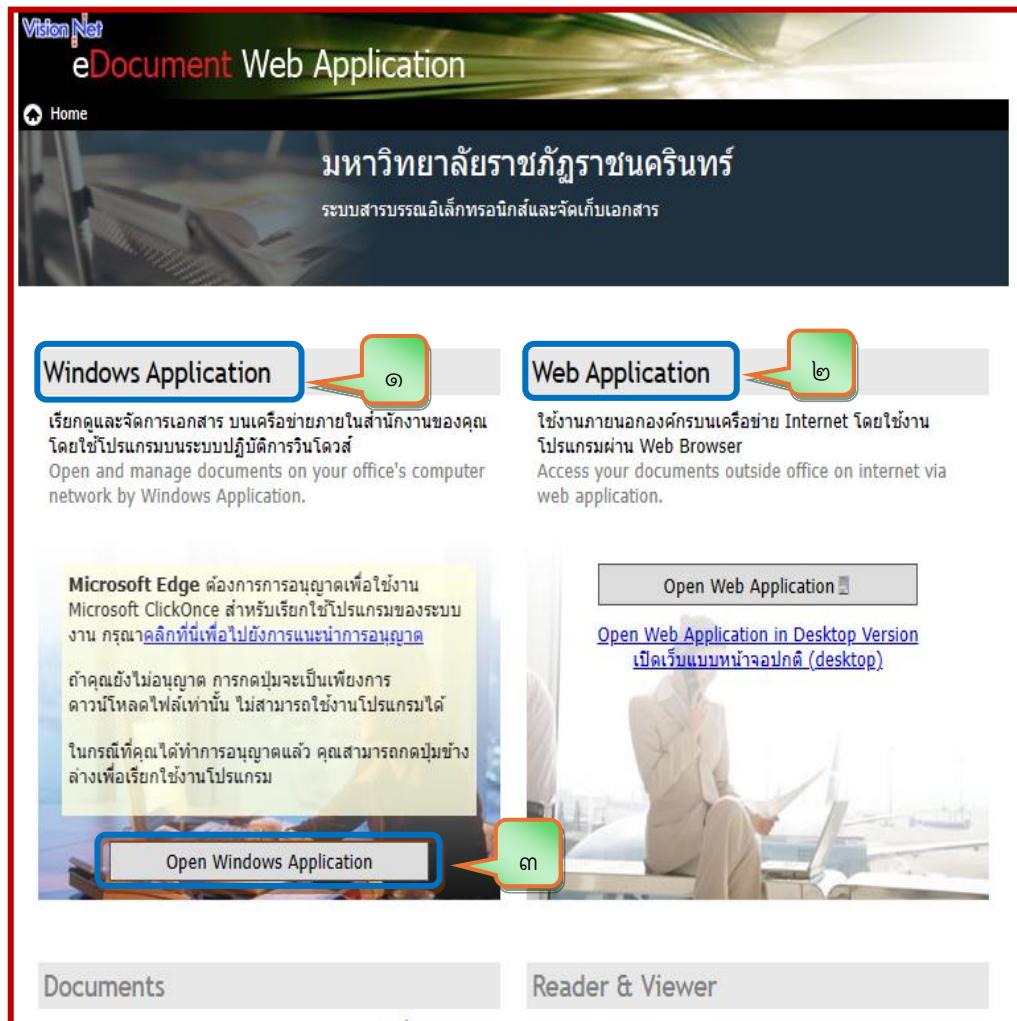 Vision Net
eDocument Web Application
Home
มหาวิทยาลัยราชภัฏราชนครินทร์
ระบบสารบรรณอิเล็กทรอนิกส์และจัดเก็บเอกสาร
Windows Application
๑
เรียกดูและจัดการเอกสาร บนเครือข่ายภายในสำนักงานของคุณ
โดยใช้โปรแกรมบนระบบปฏิบัติการวินโดวส์
Open and manage documents on your office's computer
network by Windows Application.
Microsoft Edge ต้องการการอนุญาตเพื่อใช้งาน
Microsoft ClickOnce สำหรับเรียกใช้โปรแกรมของระบบ
งาน กรุณาคลิกที่นี่เพื่อไปยังการแนะนำการอนุญาต
ถ้าคุณยังไม่อนุญาต การกดปุ่มจะเป็นเพียงการ
ดาวน์โหลดไฟล์เท่านั้น ไม่สามารถใช้งานโปรแกรมได้
ในกรณีที่คุณได้ทำการอนุญาตแล้ว คุณสามารถกดปุ่มข้าง
ล่างเพื่อเรียกใช้งานโปรแกรม
Open Windows Application
๓
Web Application
๒
ใช้งานภายนอกองค์กรบนเครือข่าย Internet โดยใช้งาน
โปรแกรมผ่าน Web Browser
Access your documents outside office on internet via
web application.
Open Web Application
Open Web Application in Desktop Version
เปิดเว็บแบบหน้าจอปกติ (desktop)
Documents
Reader & Viewer